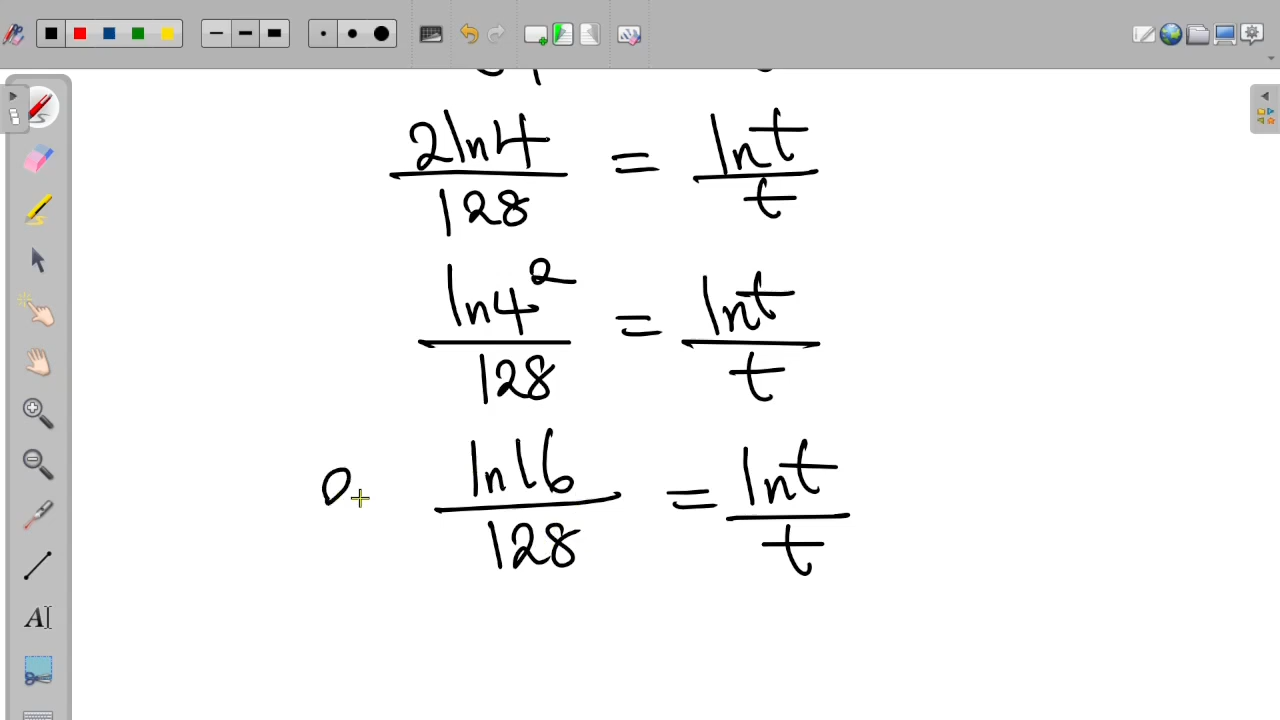 2ln4/128 = lnt/t
ln4²/128 = lnt/t
ln16/128 = lnt/t